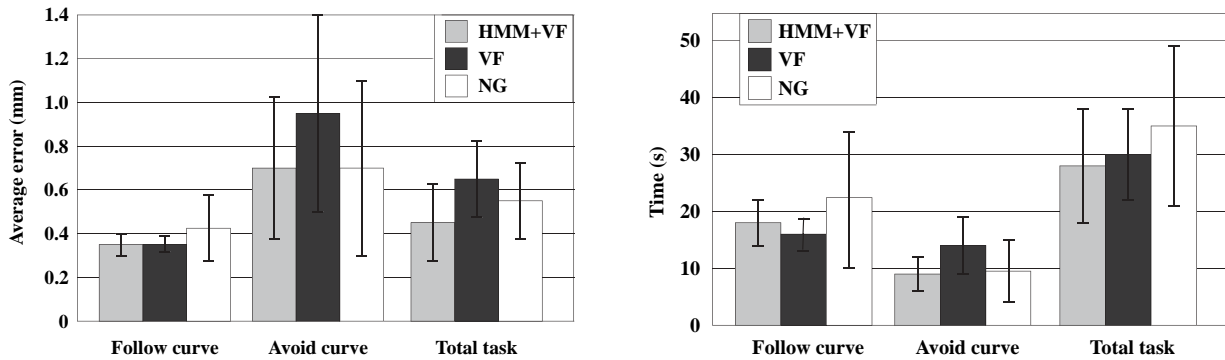 Average error (mm)
1.4
1.2
1.0
0.8
0.6
0.4
0.2
0
HMM+VF
VF
NG
Follow curve Avoid curve Total task
Time (s)
50
40
30
20
10
0
HMM+VF
VF
NG
Follow curve Avoid curve Total task